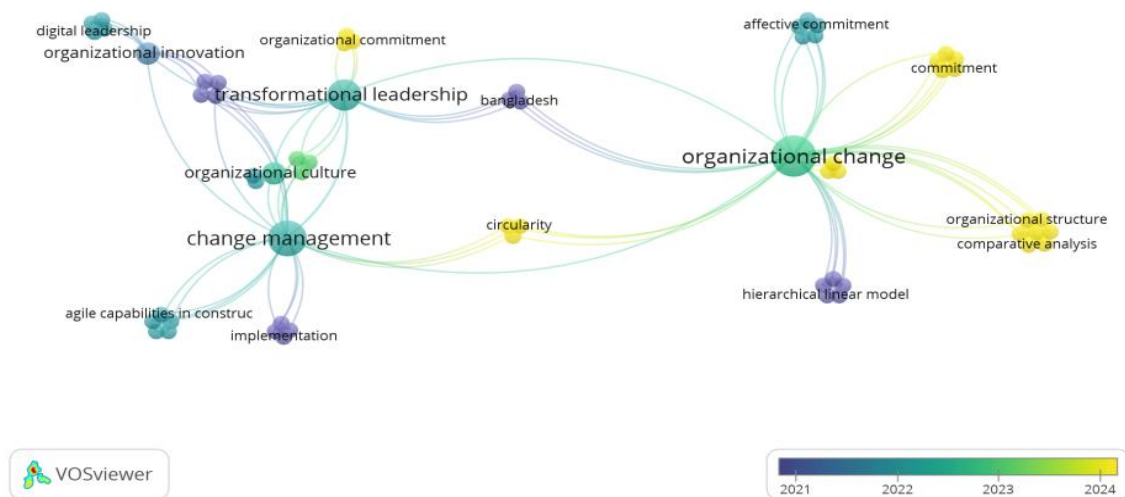 digital leadership
affective commitment
organizational innovation
organizational commitment
commitment
transformational leadership
bangladesh
organizational change
organizational culture
circularity
organizational structure
change management
comparative analysis
hierarchical linear model
agile capabilities in construc
implementation
VOSviewer
2021
2022
2023
2024